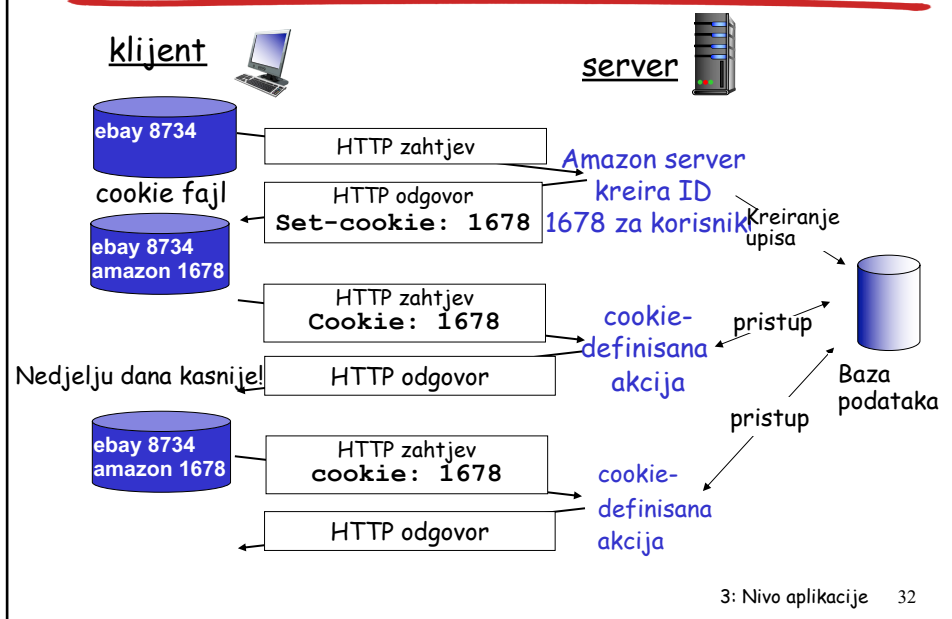 klijent
server
ebay 8734
HTTP zahtjev
Amazon server
kreira ID
1678 za korisnik
cookie fajl
HTTP odgovor
Set-cookie: 1678
Kreiranje
upisa
ebay 8734
amazon 1678
HTTP zahtjev
Cookie: 1678
cookie-
definisana
akcija
pristup
Nedjelju dana kasnije!
HTTP odgovor
Baza
podataka
pristup
ebay 8734
amazon 1678
HTTP zahtjev
cookie: 1678
cookie-
definisana
akcija
HTTP odgovor
3: Nivo aplikacije 32